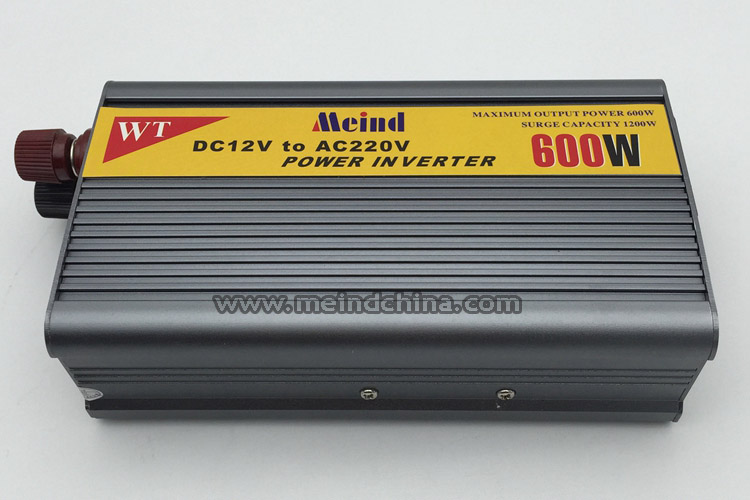 WT
Meind
DC12V to AC220V
POWER INVERTER
MAXIMUM OUTPUT POWER 600W
SURGE CAPACITY 1200W
600W
www.meindchina.com